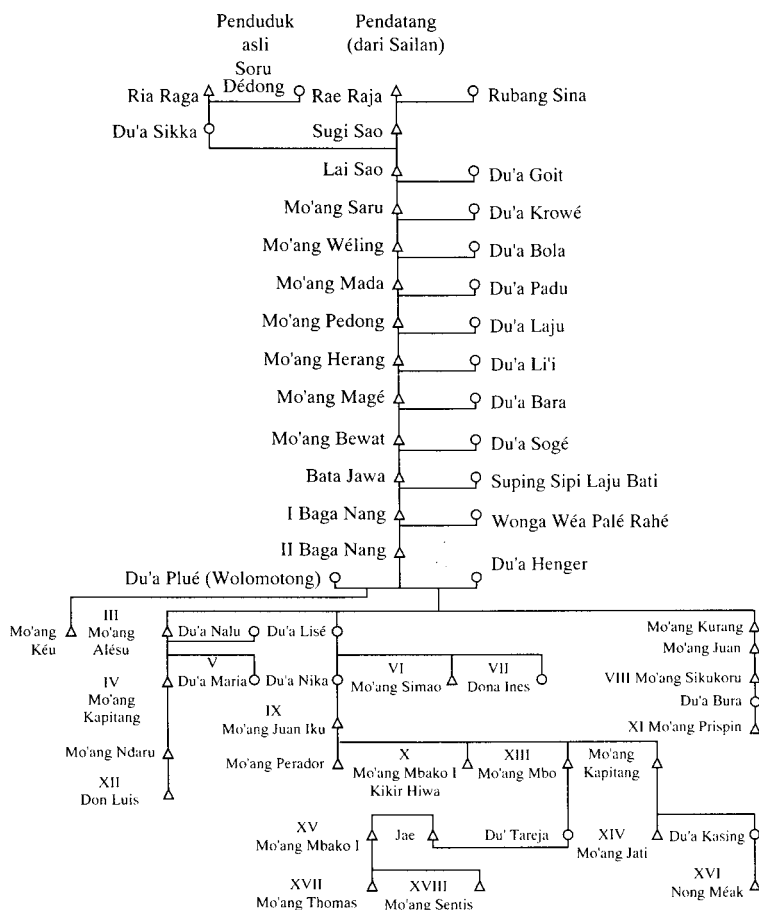 Penduduk asli
Pendatang (dari Sailan)
Ria Raga
Soru Dédong
Rae Raja
Rubang Sina
Du'a Sikka
Sugi Sao
Lai Sao
Du'a Goit
Mo'ang Saru
Du'a Krowé
Mo'ang Wéling
Du'a Bola
Mo'ang Mada
Du'a Padu
Mo'ang Pedong
Du'a Laju
Mo'ang Herang
Du'a Li'i
Mo'ang Magé
Du'a Bara
Mo'ang Bewat
Du'a Sogé
Bata Jawa
Suping Sipi Laju Bati
I Baga Nang
Wonga Wéa Palé Rahé
II Baga Nang
Du'a Plué (Wolomotong)
Du'a Henger
Mo'ang Kéu
III Mo'ang Alésu
Du'a Nalu
Du'a Lisé
Mo'ang Kurang
Mo'ang Juan
IV Mo'ang Kapitang
V Du'a Maria
Du'a Nika
VI Mo'ang Simao
VII Dona Ines
VIII Mo'ang Sikukoru
Du'a Bura
IX Mo'ang Juan Iku
XI Mo'ang Prispin
Mo'ang Ndaru
Mo'ang Perador
X Mo'ang Mbako I Kikir Hiwa
XIII Mo'ang Mbo
Mo'ang Kapitang
XII Don Luis
XV Mo'ang Mbako I
Jae
Du' Tareja
XIV Mo'ang Jati
Du'a Kasing
XVI Nong Méak
XVII Mo'ang Thomas
XVIII Mo'ang Sentis